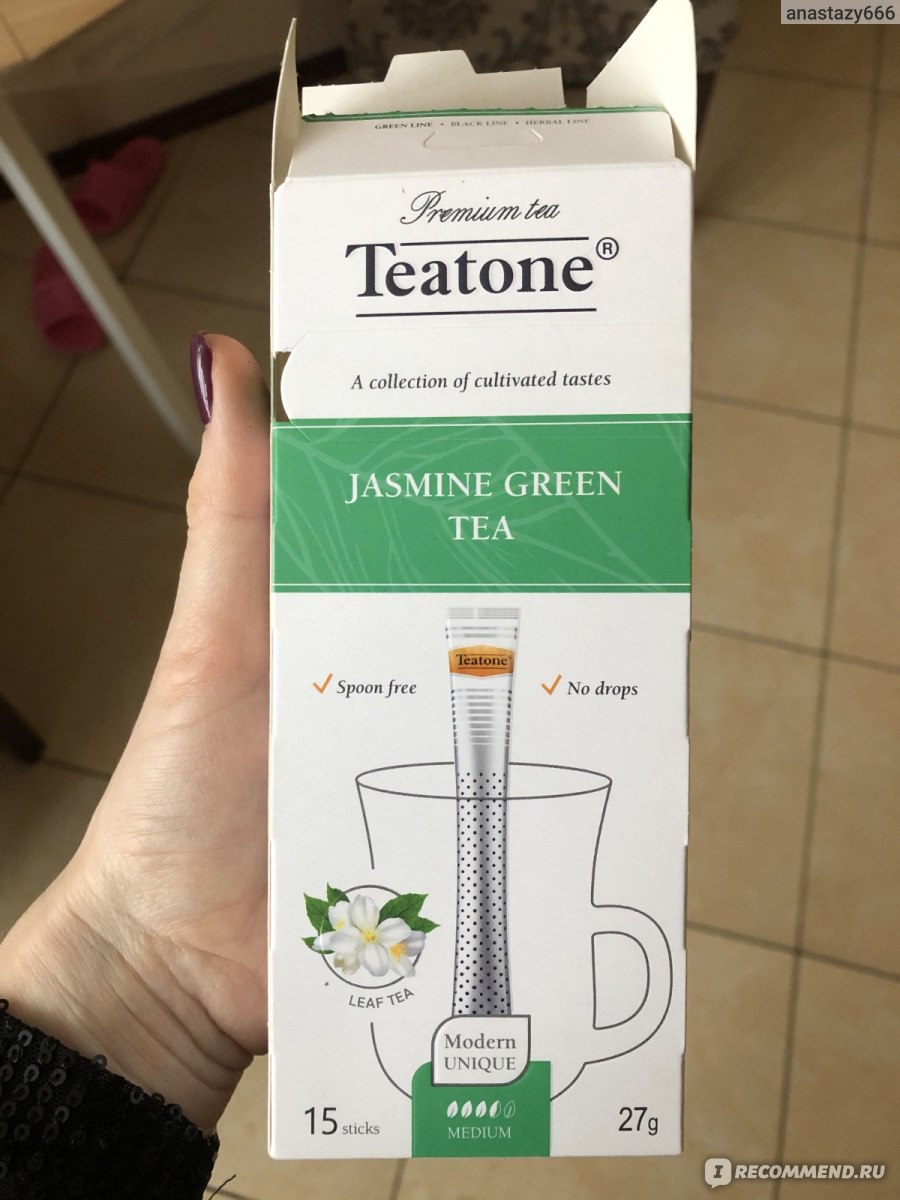 anastazy666
GREEN LINE • BLACK LINE • HERBAL LINE
Premium tea
Teatone®
A collection of cultivated tastes
JASMINE GREEN
TEA
Teatone
Spoon free
No drops
LEAF TEA
Modern
UNIQUE
15 sticks
MEDIUM
27g
IRECOMMEND.RU